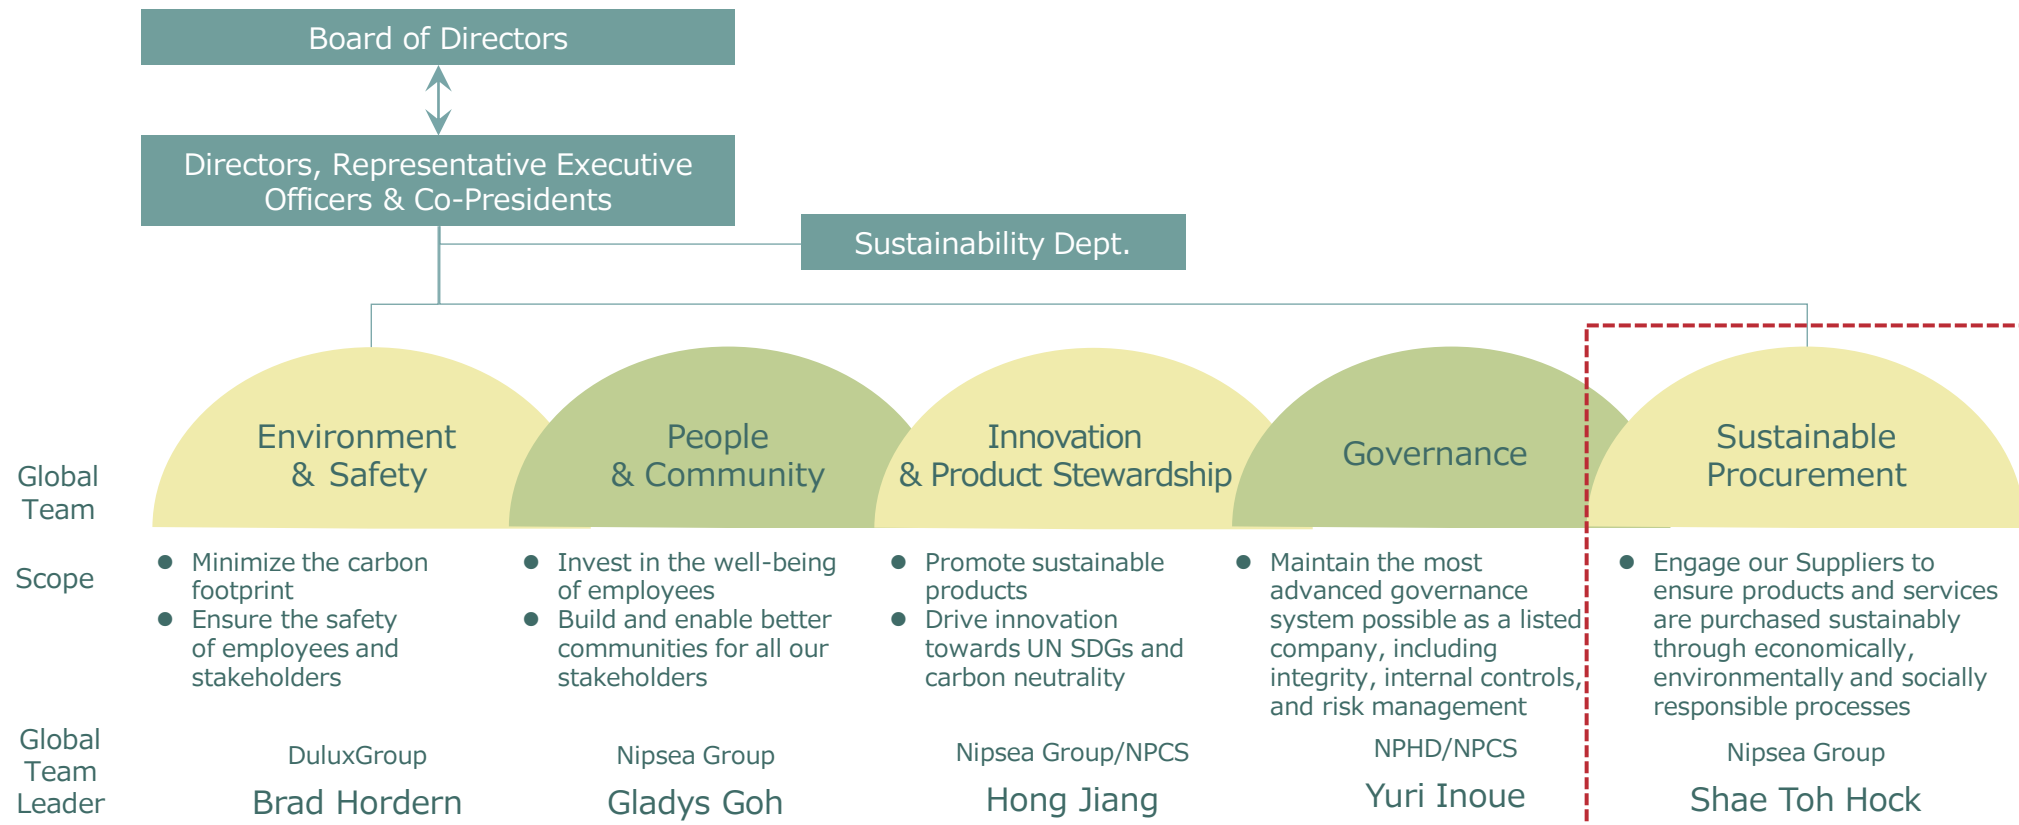 Board of Directors
Directors, Representative Executive
Officers & Co-Presidents
Sustainability Dept.
Global
Team
Environment
& Safety
People
& Community
Innovation
& Product Stewardship
Governance
Sustainable
Procurement
Scope
● Minimize the carbon
footprint
● Ensure the safety
of employees and
stakeholders
● Invest in the well-being
of employees
● Build and enable better
communities for all our
stakeholders
● Promote sustainable
products
● Drive innovation
towards UN SDGs and
carbon neutrality
● Maintain the most
advanced governance
system possible as a listed
company, including
integrity, internal controls,
and risk management
● Engage our Suppliers to
ensure products and services
are purchased sustainably
through economically,
environmentally and socially
responsible processes
Global
Team
Leader
DuluxGroup
Brad Hordern
Nipsea Group
Gladys Goh
Nipsea Group/NPCS
Hong Jiang
NPHD/NPCS
Yuri Inoue
Nipsea Group
Shae Toh Hock